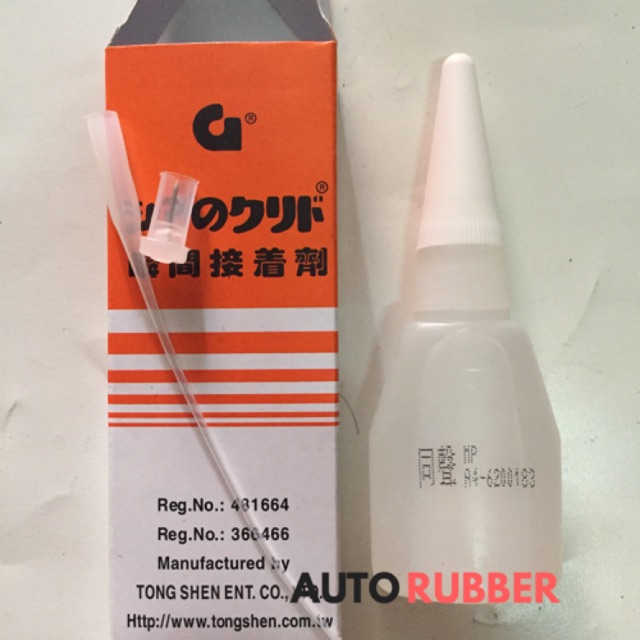 ®
のクリド®
瞬間接着劑
Reg.No.: 481664
Reg.No.: 366466
Manufactured by
TONG SHEN ENT. CO.,
Http://www.tongshen.com.tw
同聲 MP
A4-6200183
AUTO RUBBER